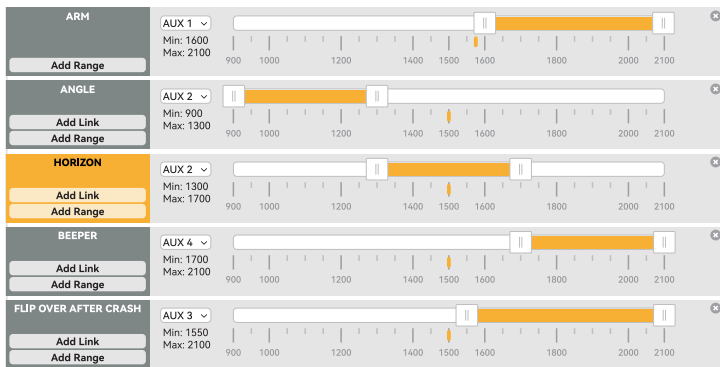 ARM
AUX 1
Min: 1600
Max: 2100
Add Range
900 1000 1200 1400 1500 1600 1800 2000 2100
ANGLE
AUX 2
Min: 900
Max: 1300
Add Link
Add Range
900 1000 1200 1400 1500 1600 1800 2000 2100
HORIZON
AUX 2
Min: 1300
Max: 1700
Add Link
Add Range
900 1000 1200 1400 1500 1600 1800 2000 2100
BEEPER
AUX 4
Min: 1700
Max: 2100
Add Link
Add Range
900 1000 1200 1400 1500 1600 1800 2000 2100
FLIP OVER AFTER CRASH
AUX 3
Min: 1550
Max: 2100
Add Link
Add Range
900 1000 1200 1400 1500 1600 1800 2000 2100